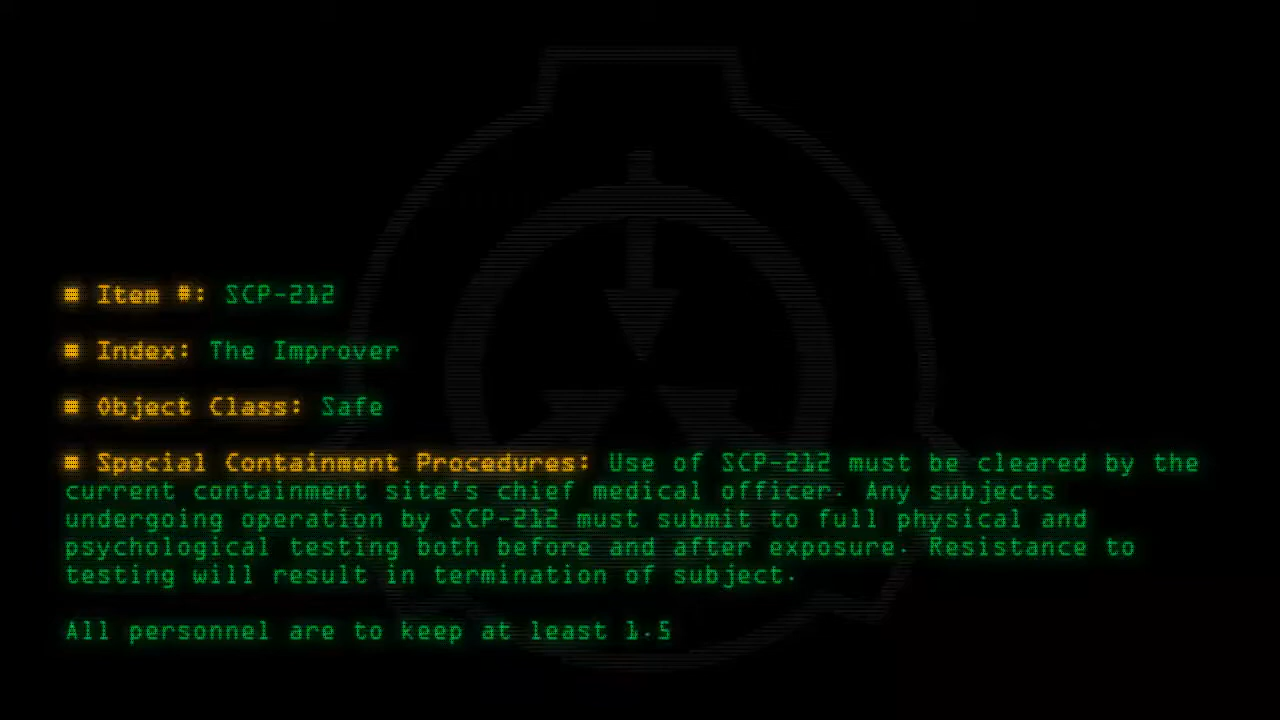 ■ Item #: SCP-212
■ Index: The Improver
■ Object Class: Safe
■ Special Containment Procedures: Use of SCP-212 must be cleared by the
current containment site's chief medical officer. Any subjects
undergoing operation by SCP-212 must submit to full physical and
psychological testing both before and after exposure. Resistance to
testing will result in termination of subject.
All personnel are to keep at least 1.5